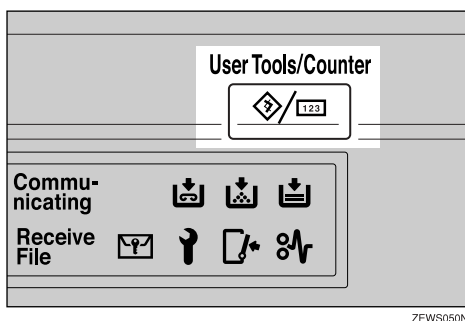 User Tools/Counter
123
Commu-
nicating
Receive
File
ZEWS050N